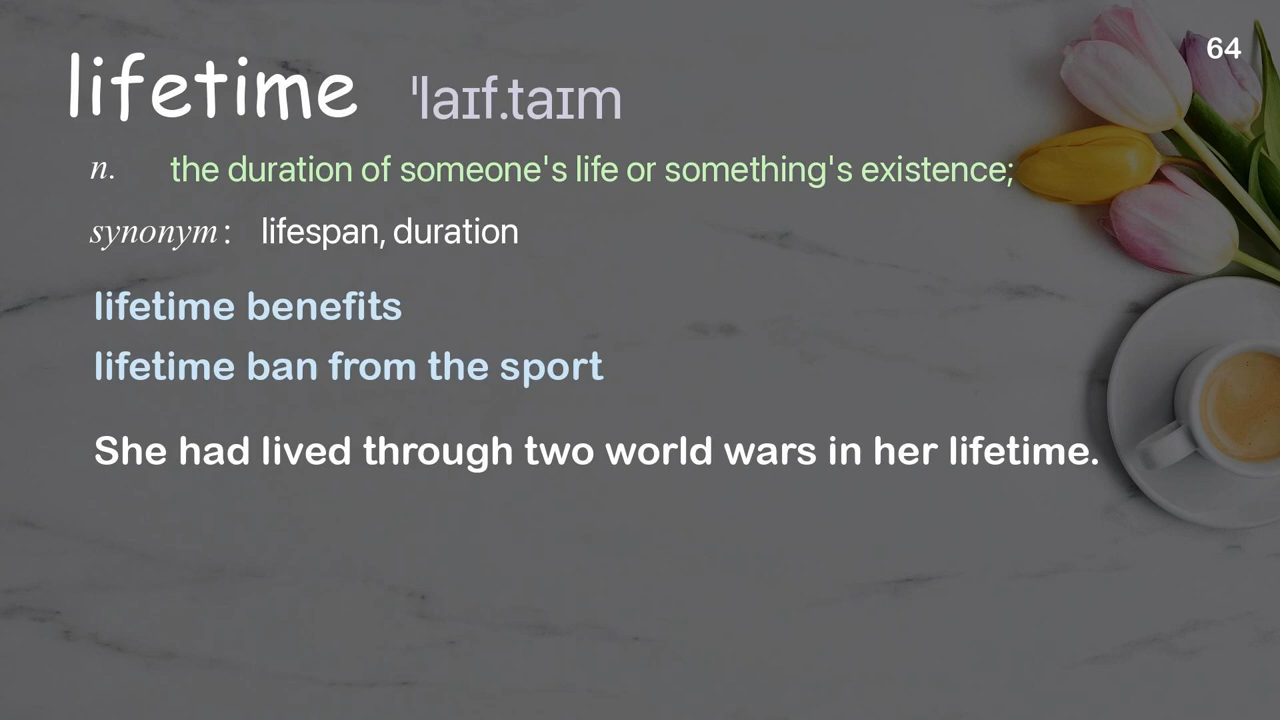 64
lifetime ˈlaɪf.taɪm
n. the duration of someone's life or something's existence;
synonym: lifespan, duration
lifetime benefits
lifetime ban from the sport
She had lived through two world wars in her lifetime.